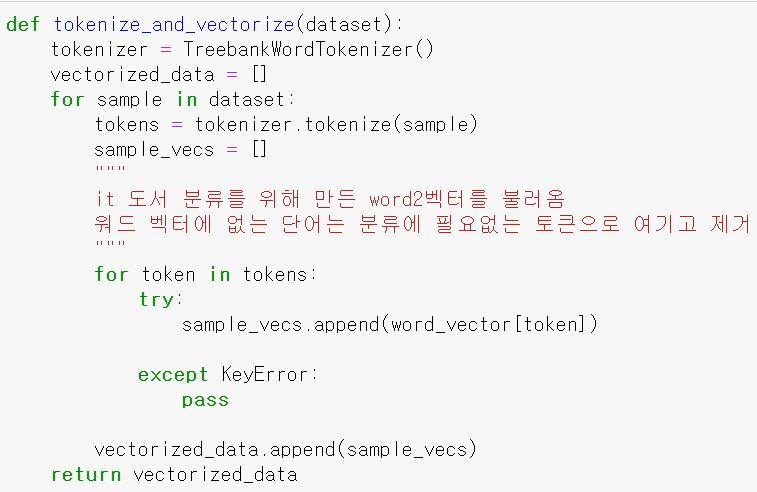 def tokenize_and_vectorize(dataset):
    tokenizer = TreebankWordTokenizer()
    vectorized_data = []
    for sample in dataset:
        tokens = tokenizer.tokenize(sample)
        sample_vecs = []
        """
        it 도서 분류를 위해 만든 word2벡터를 불러옴
        워드 벡터에 없는 단어는 분류에 필요없는 토큰으로 여기고 제거
        """
        for token in tokens:
            try:
                sample_vecs.append(word_vector[token])
            except KeyError:
                pass
        vectorized_data.append(sample_vecs)
    return vectorized_data